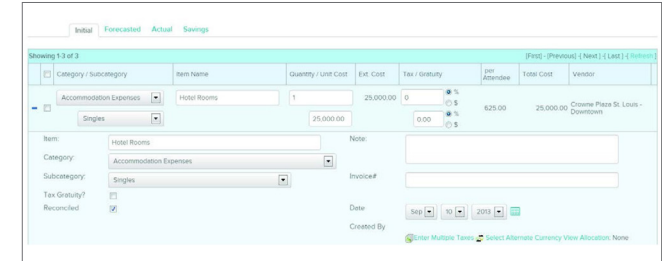 Initial Forecasted Actual Savings
Showing 1-3 of 3 [First] - [Previous] -[ Next ] -[ Last ] -[ Refresh ]
Category / Subcategory Item Name Quantity / Unit Cost Ext. Cost Tax / Gratuity per Attendee Total Cost Vendor
Accommodation Expenses Hotel Rooms 1 25,000.00 0 % $
625.00 25,000.00 Crowne Plaza St. Louis - Downtown
Singles 25,000.00 0.00 % $
Item: Hotel Rooms Note:
Category: Accommodation Expenses
Subcategory: Singles Invoice#
Tax Gratuity?
Reconciled Date Sep 10 2013
Created By
Enter Multiple Taxes Select Alternate Currency View Allocation: None